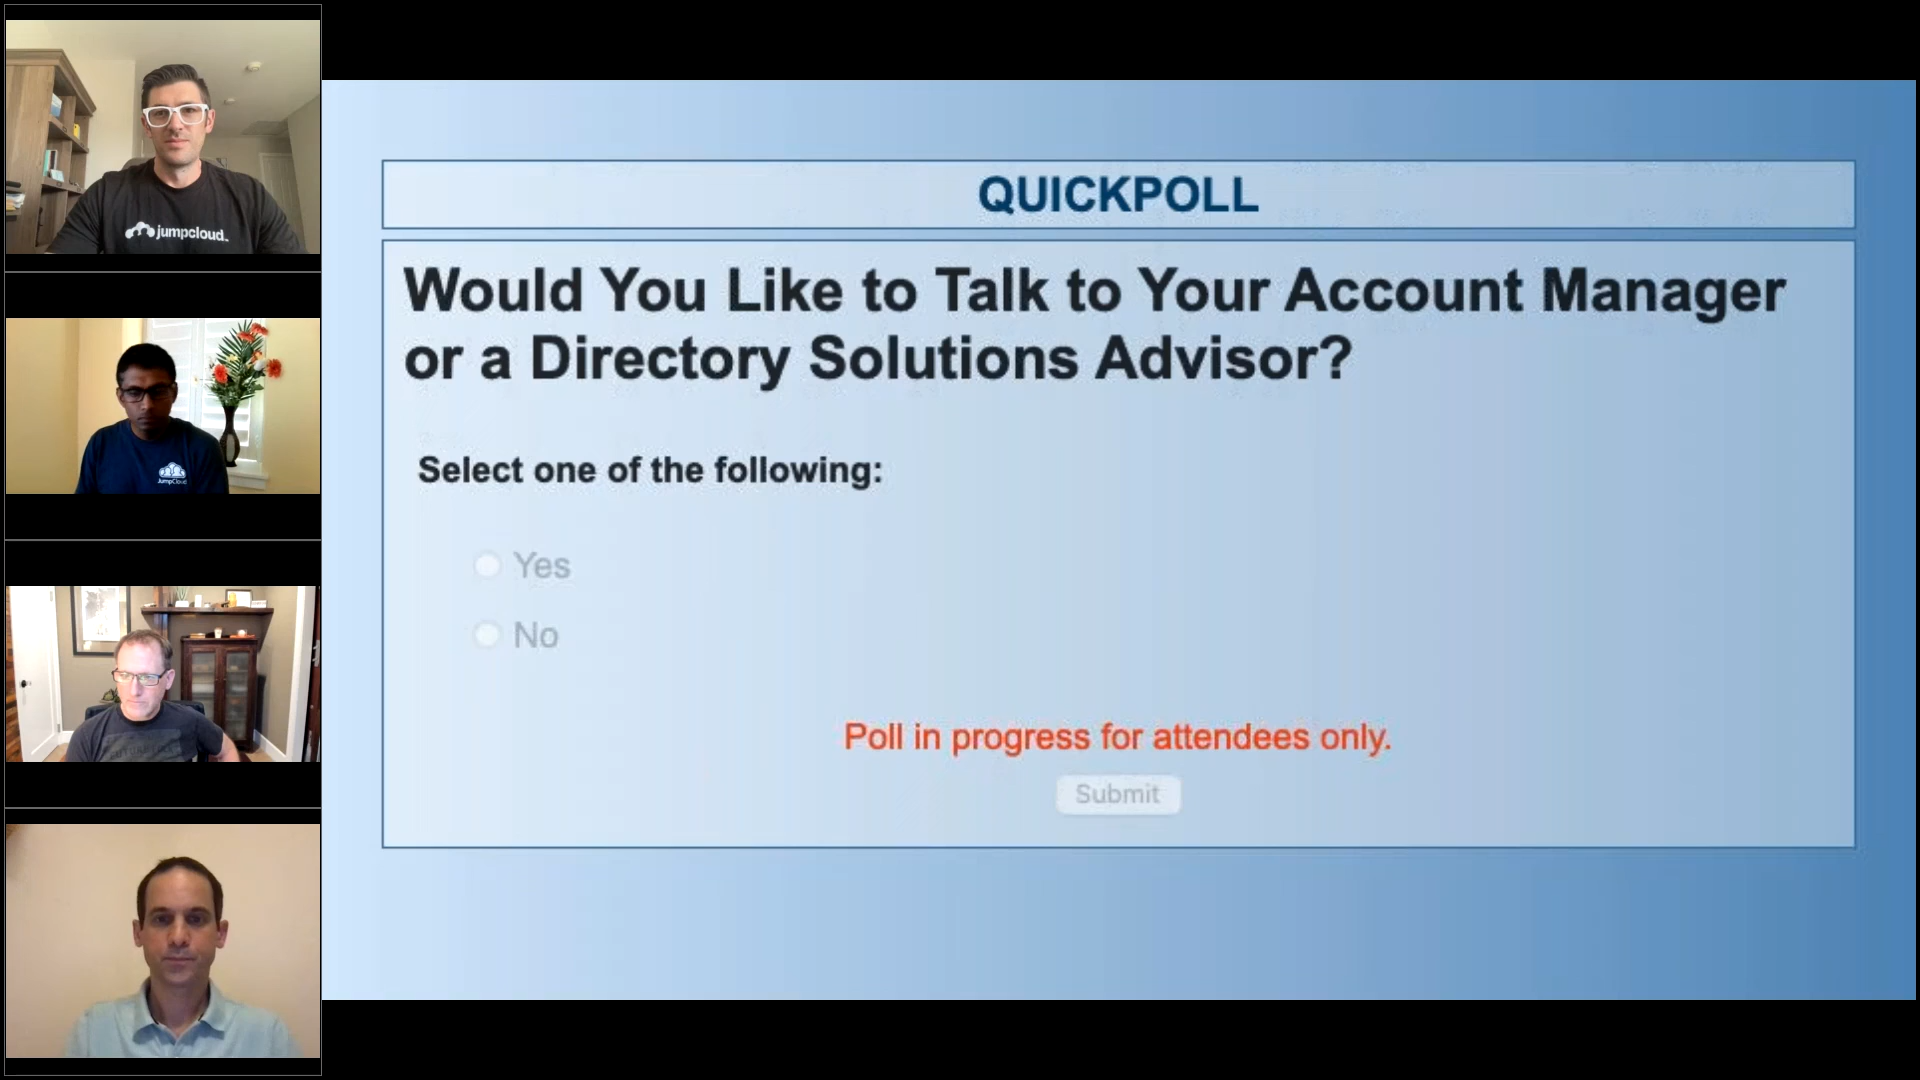 jumpcloud™
JumpCloud
QUICKPOLL
Would You Like to Talk to Your Account Manager
or a Directory Solutions Advisor?
Select one of the following:
Yes
No
Poll in progress for attendees only.
Submit